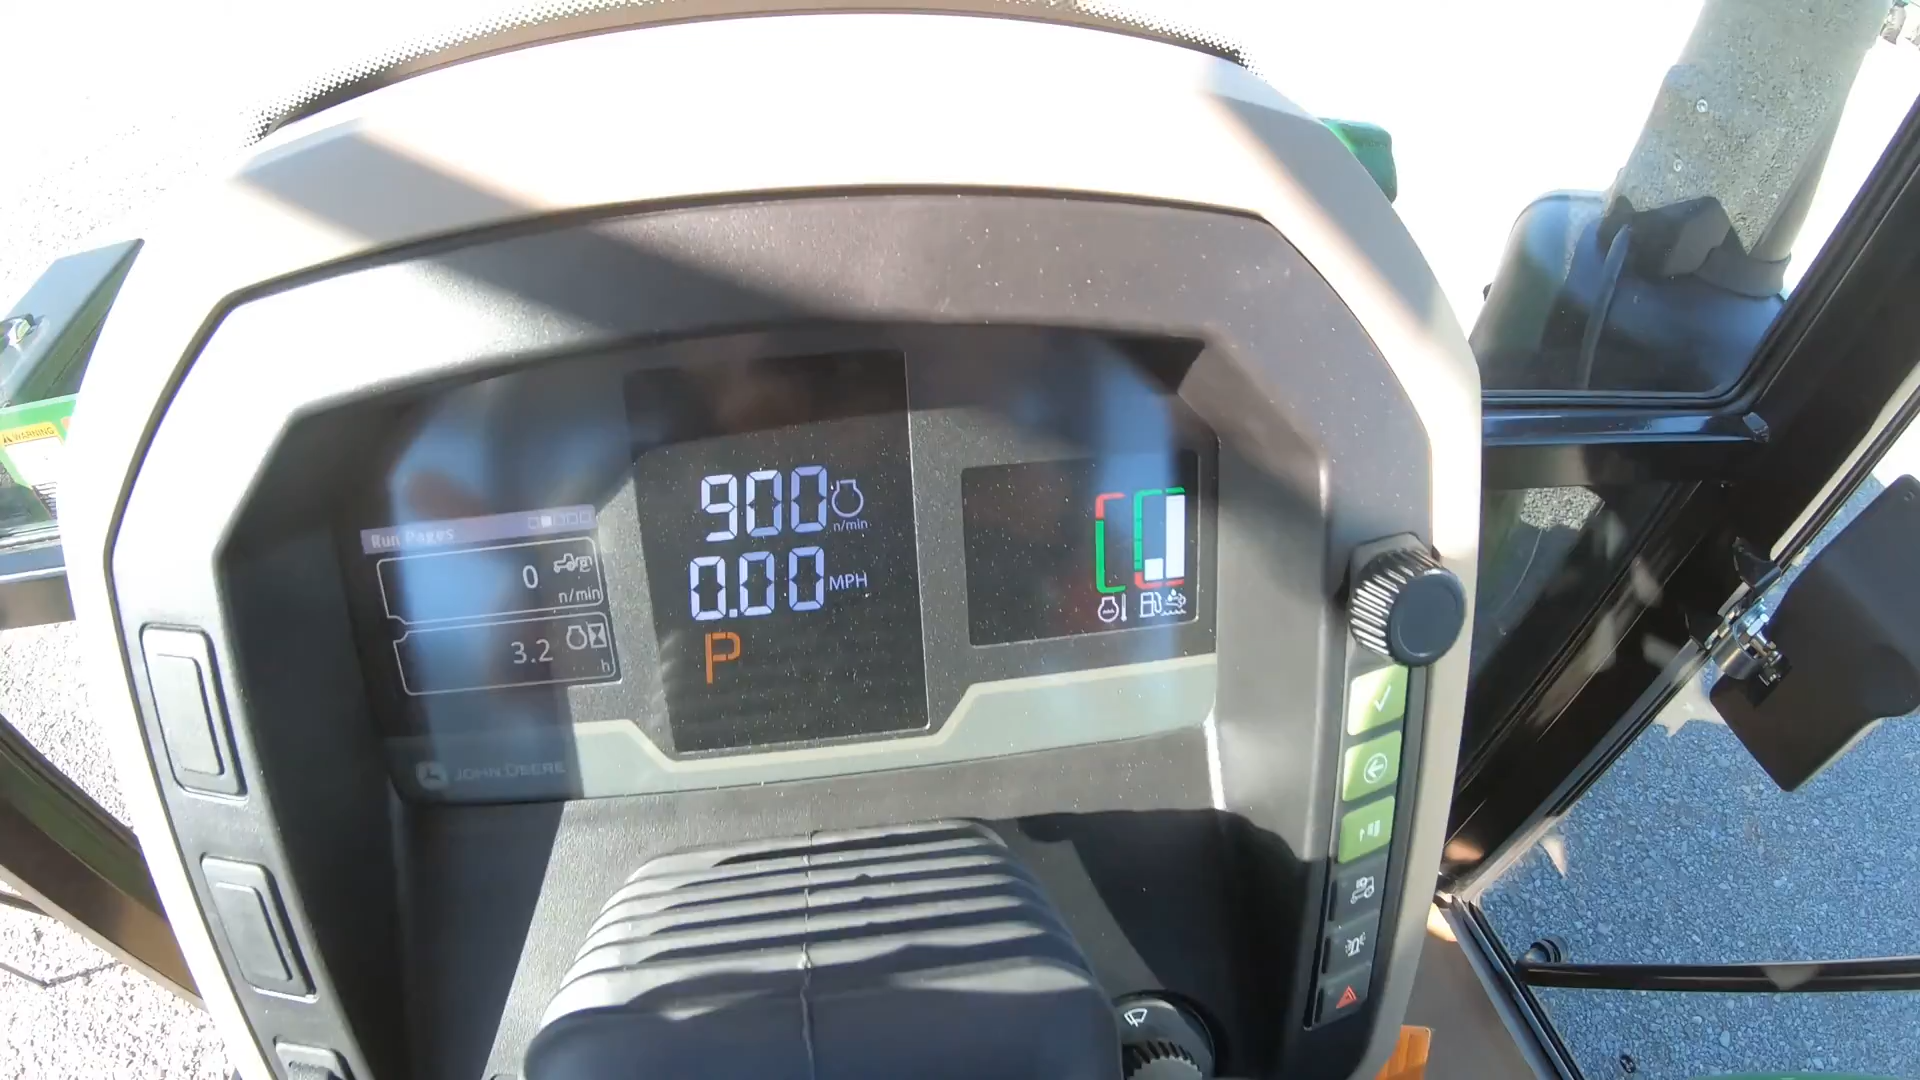 WARNING
Run Pages
0
n/min
3.2
h
900
n/min
0.00 MPH
P
JOHN DEERE